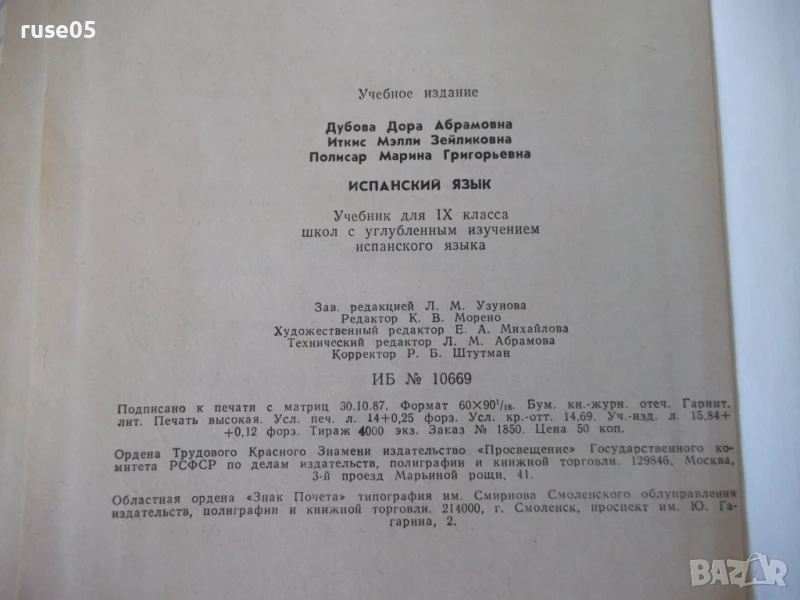 ruse05
Учебное издание
Дубова Дора Абрамовна
Иткис Мэлли Зейликовна
Полисар Марина Григорьевна
ИСПАНСКИЙ ЯЗЫК
Учебник для IX класса
школ с углубленным изучением
испанского языка
Зав. редакцией Л. М. Узунова
Редактор К. В. Морено
Художественный редактор Е. А. Михайлова
Технический редактор Л. М. Абрамова
Корректор Р. Б. Штутман
ИБ № 10669
Подписано к печати с матриц 30.10.87. Формат 60×90¹/₁₆. Бум. кн.-журн. отеч. Гарнит.
лит. Печать высокая. Усл. печ. л. 14+0,25 форз. Усл. кр.-отт. 14,69. Уч.-изд. л. 15,84+
+0,12 форз. Тираж 4000 экз. Заказ № 1850. Цена 50 коп.
Ордена Трудового Красного Знамени издательство «Просвещение» Государственного ко-
митета РСФСР по делам издательств, полиграфии и книжной торговли. 129846, Москва,
3-й проезд Марьиной рощи, 41.
Областная ордена «Знак Почета» типография им. Смирнова Смоленского облуправления
издательств, полиграфии и книжной торговли. 214000, г. Смоленск, проспект им. Ю. Га-
гарина, 2.
BAZAR